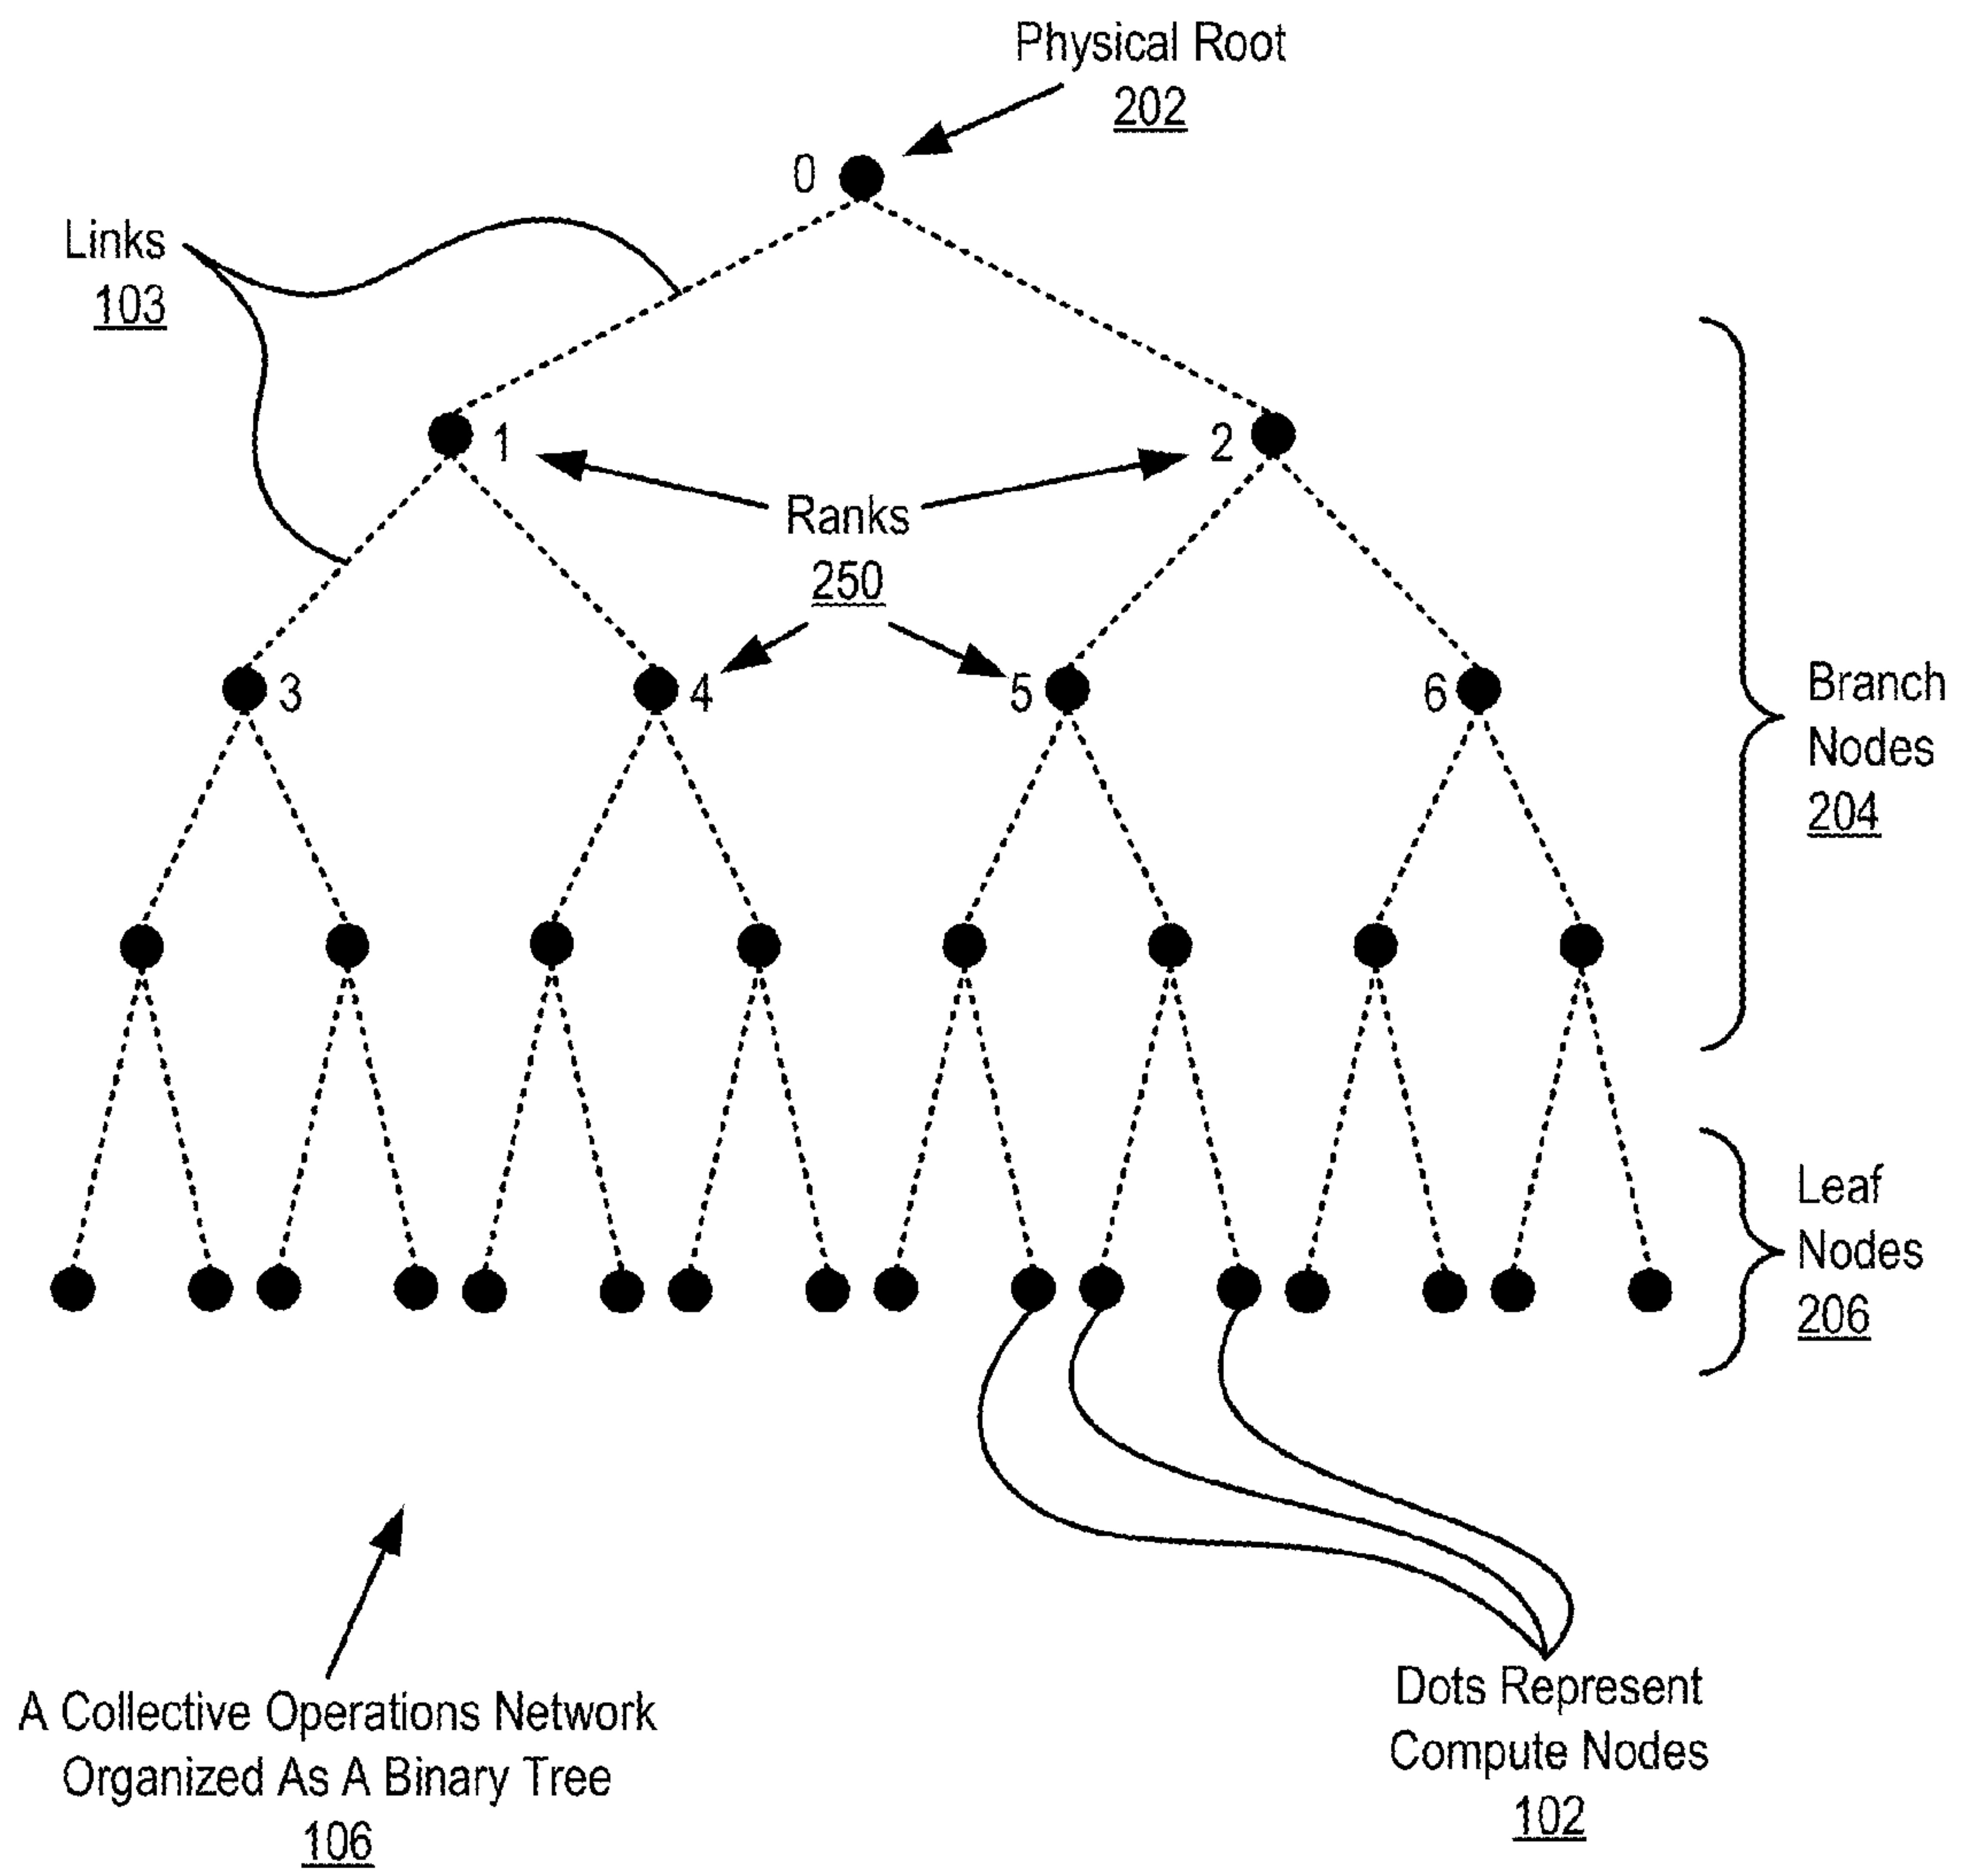 Physical Root
202
0
Links
103
1
2
Ranks
250
3
4
5
6
Branch
Nodes
204
Leaf
Nodes
206
A Collective Operations Network
Organized As A Binary Tree
106
Dots Represent
Compute Nodes
102